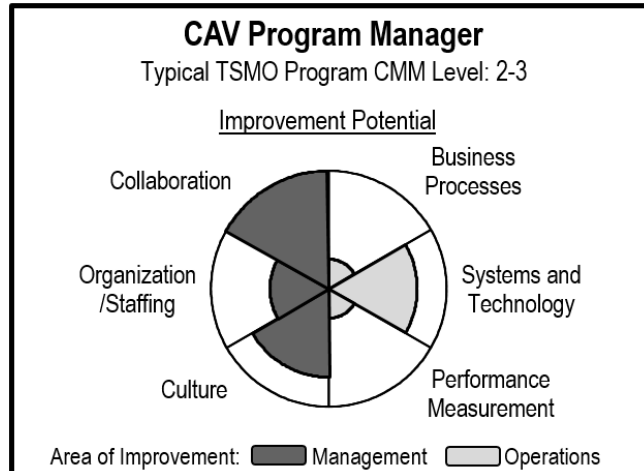 CAV Program Manager
Typical TSMO Program CMM Level: 2-3
Improvement Potential
Collaboration
Business
Processes
Organization
/Staffing
Systems and
Technology
Culture
Performance
Measurement
Area of Improvement: Management Operations